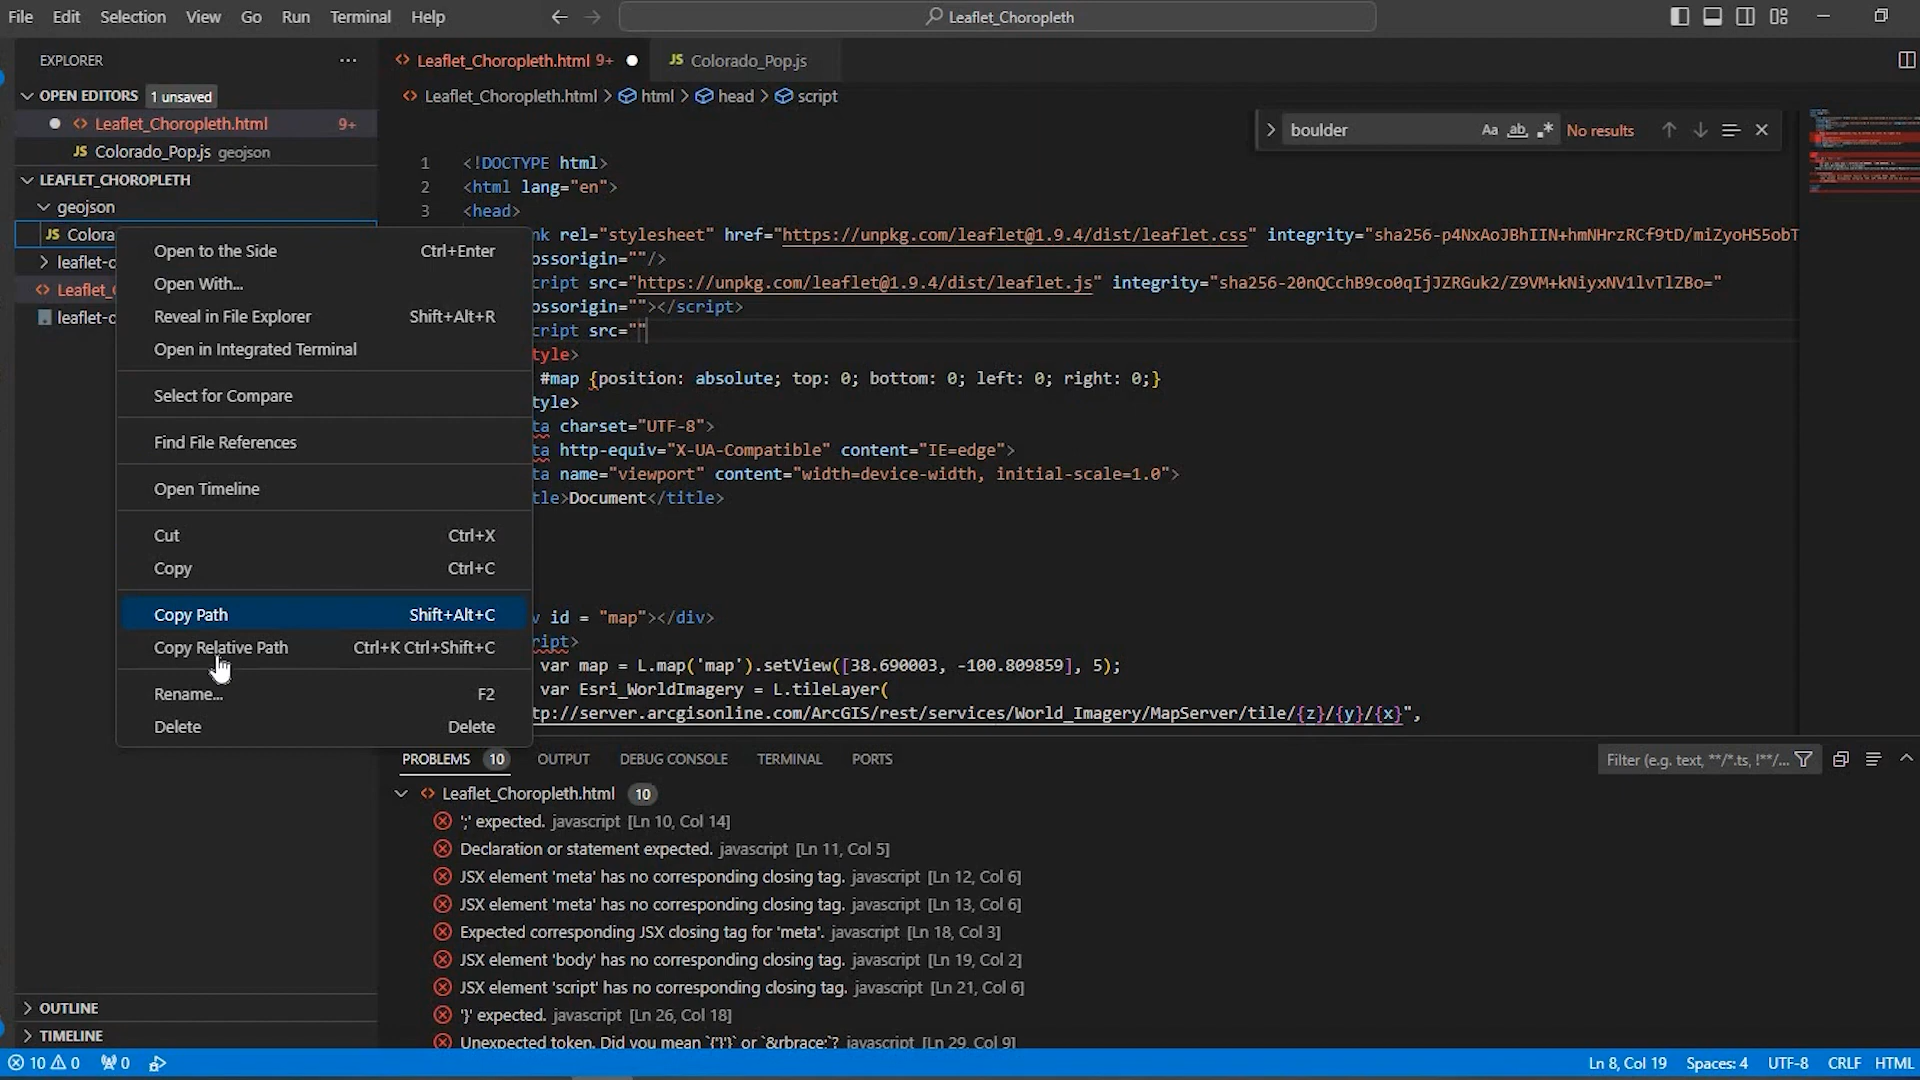 File Edit Selection View Go Run Terminal Help
Leaflet_Choropleth
EXPLORER
OPEN EDITORS 1 unsaved
Leaflet_Choropleth.html 9+
Colorado_Pop.js geojson
LEAFLET_CHOROPLETH
geojson
JS Colora
leaflet-c
Leaflet_
leaflet-c
Open to the Side Ctrl+Enter
Open With...
Reveal in File Explorer Shift+Alt+R
Open in Integrated Terminal
Select for Compare
Find File References
Open Timeline
Cut Ctrl+X
Copy Ctrl+C
Copy Path Shift+Alt+C
Copy Relative Path Ctrl+K Ctrl+Shift+C
Rename... F2
Delete Delete
OUTLINE
TIMELINE
Leaflet_Choropleth.html 9+
JS Colorado_Pop.js
Leaflet_Choropleth.html > html > head > script
boulder Aa ab .* No results
1 <!DOCTYPE html>
2 <html lang="en">
3 <head>
nk rel="stylesheet" href="https://unpkg.com/leaflet@1.9.4/dist/leaflet.css" integrity="sha256-p4NxAoJBhIIN+hmNHrzRCf9tD/miZyoHS5obT
ossorigin=""/>
cript src="https://unpkg.com/leaflet@1.9.4/dist/leaflet.js" integrity="sha256-20nQCchB9co0qIjJZRGuk2/Z9VM+kNiyxNV1lvTlZBo="
ossorigin=""></script>
cript src=""
tyle>
#map {position: absolute; top: 0; bottom: 0; left: 0; right: 0;}
tyle>
ta charset="UTF-8">
ta http-equiv="X-UA-Compatible" content="IE=edge">
ta name="viewport" content="width=device-width, initial-scale=1.0">
tle>Document</title>
v id = "map"></div>
ript>
var map = L.map('map').setView([38.690003, -100.809859], 5);
var Esri_WorldImagery = L.tileLayer(
tp://server.arcgisonline.com/ArcGIS/rest/services/World_Imagery/MapServer/tile/{z}/{y}/{x}",
PROBLEMS 10 OUTPUT DEBUG CONSOLE TERMINAL PORTS
Filter (e.g. text, **/*.ts, !**/...
Leaflet_Choropleth.html 10
';' expected. javascript [Ln 10, Col 14]
Declaration or statement expected. javascript [Ln 11, Col 5]
JSX element 'meta' has no corresponding closing tag. javascript [Ln 12, Col 6]
JSX element 'meta' has no corresponding closing tag. javascript [Ln 13, Col 6]
Expected corresponding JSX closing tag for 'meta'. javascript [Ln 18, Col 3]
JSX element 'body' has no corresponding closing tag. javascript [Ln 19, Col 2]
JSX element 'script' has no corresponding closing tag. javascript [Ln 21, Col 6]
'}' expected. javascript [Ln 26, Col 18]
Unexpected token. Did you mean `{'}'}` or `&rbrace;`? javascript [Ln 29, Col 9]
10 0 0
Ln 8, Col 19 Spaces: 4 UTF-8 CRLF HTML